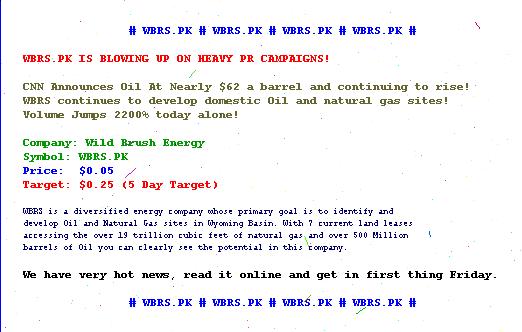 # WBRS.PK # WBRS.PK # WBRS.PK # WBRS.PK #
WBRS.PK IS BLOWING UP ON HEAVY PR CAMPAIGNS!
CNN Announces Oil At Nearly $62 a barrel and continuing to rise!
WBRS continues to develop domestic Oil and natural gas sites!
Volume Jumps 2200% today alone!
Company: Wild Brush Energy
Symbol: WBRS.PK
Price: $0.05
Target: $0.25 (5 Day Target)
WBRS is a diversified energy company whose primary goal is to identify and
develop Oil and Natural Gas sites in Wyoming Basin. With 7 current land leases
accessing the over 19 trillion cubic feet of natural gas and over 500 Million
barrels of Oil you can clearly see the potential in this company.
We have very hot news, read it online and get in first thing Friday.
# WBRS.PK # WBRS.PK # WBRS.PK # WBRS.PK #